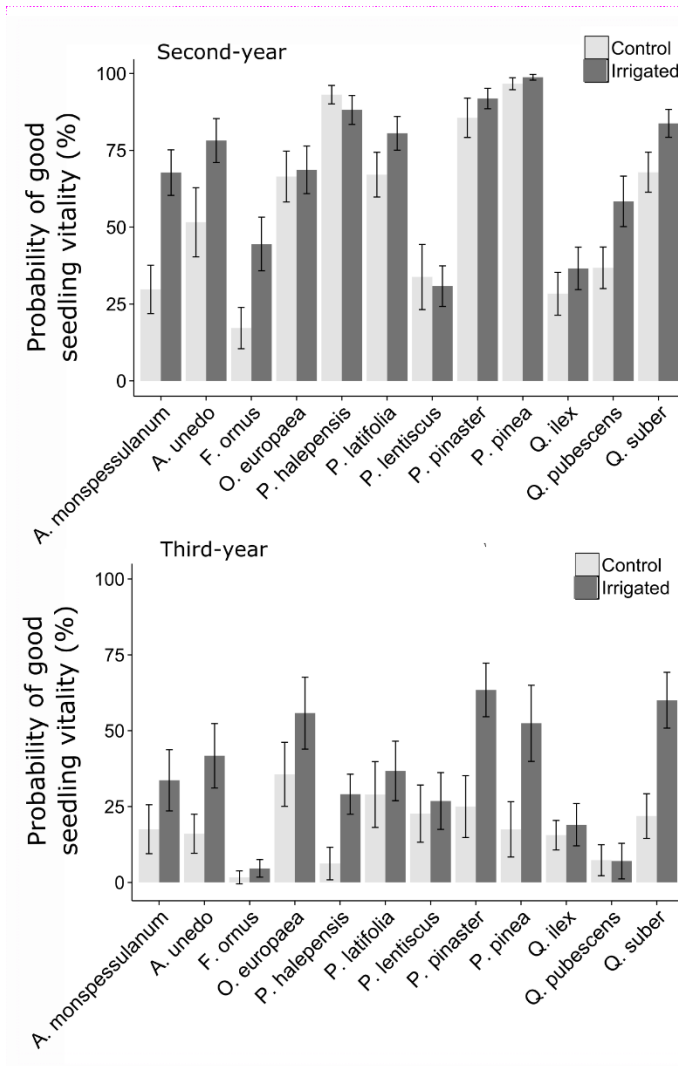 Second-year
Control
Irrigated
Probability of good
seedling vitality (%)
100
75
50
25
0
A. monspessulanum
A. unedo
F. ornus
O. europaea
P. halepensis
P. latifolia
P. lentiscus
P. pinaster
P. pinea
Q. ilex
Q. pubescens
Q. suber
Third-year
Control
Irrigated
Probability of good
seedling vitality (%)
100
75
50
25
0
A. monspessulanum
A. unedo
F. ornus
O. europaea
P. halepensis
P. latifolia
P. lentiscus
P. pinaster
P. pinea
Q. ilex
Q. pubescens
Q. suber